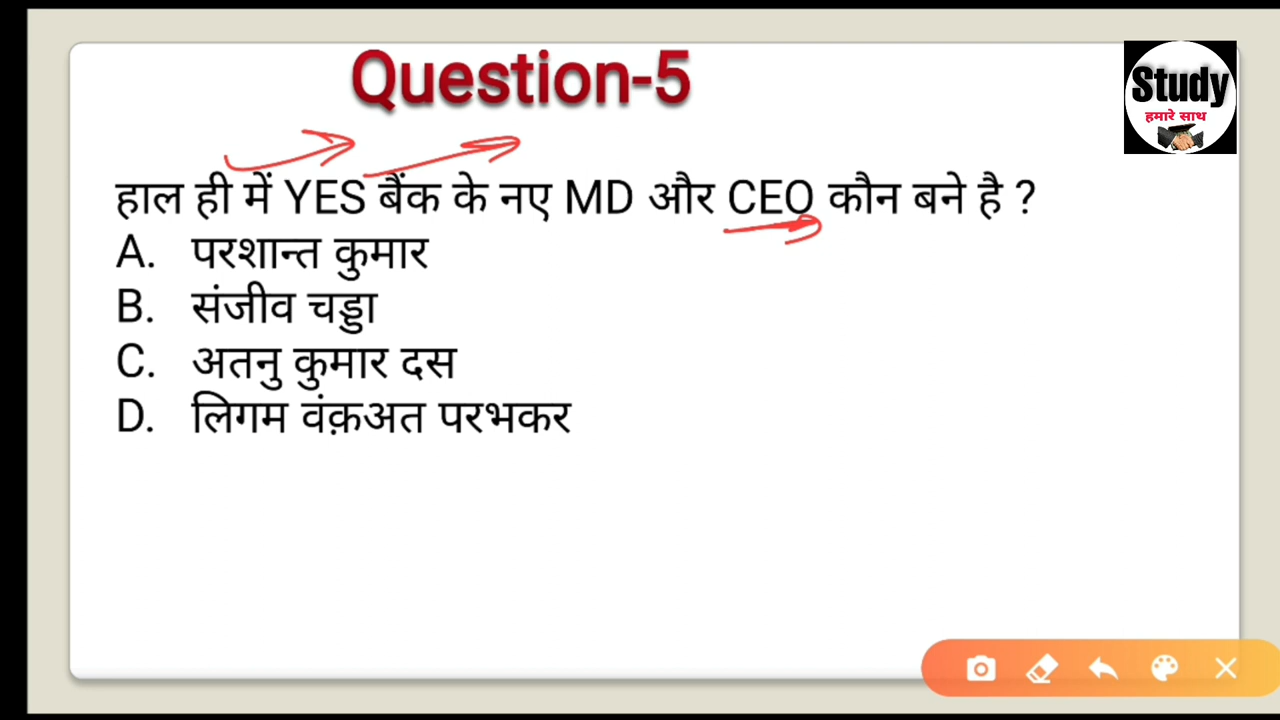 Question-5
Study
हमारे साथ
हाल ही में YES बैंक के नए MD और CEO कौन बने है ?
A. परशान्त कुमार
B. संजीव चड्डा
C. अतनु कुमार दस
D. लिगम वंक़अत परभकर